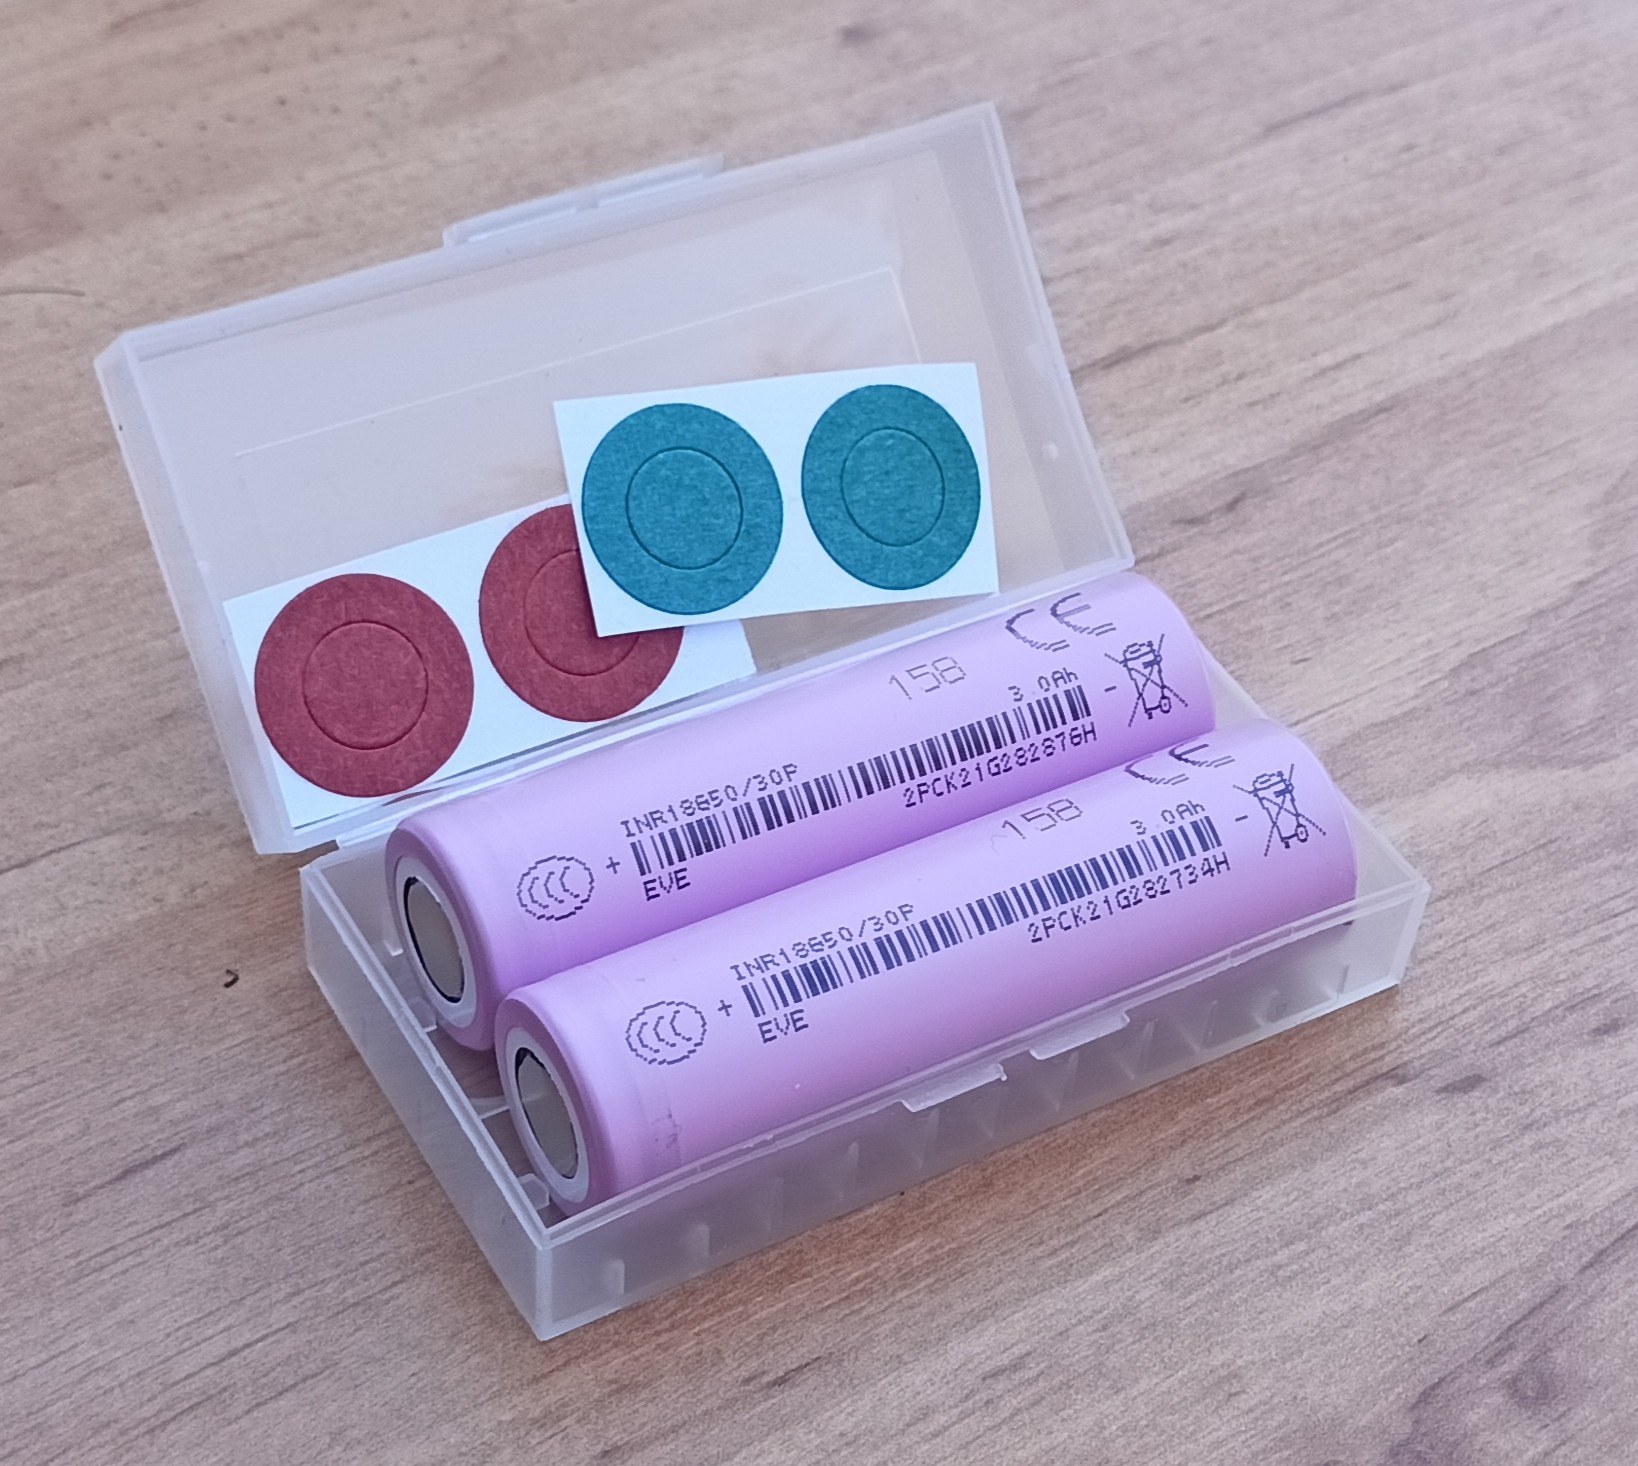 CE
158
3.0Ah
INR18650/30P
+
-
2PCK21G282876H
EVE
CE
158
3.0Ah
INR18650/30P
+
-
2PCK21G282734H
EVE